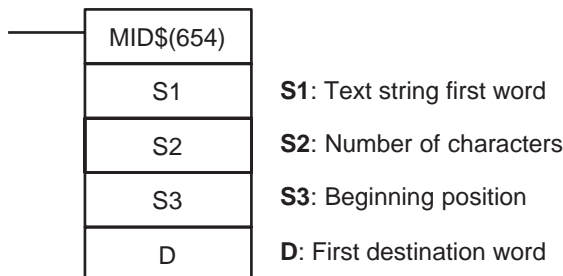 MID$(654)
S1 S1: Text string first word
S2 S2: Number of characters
S3 S3: Beginning position
D D: First destination word